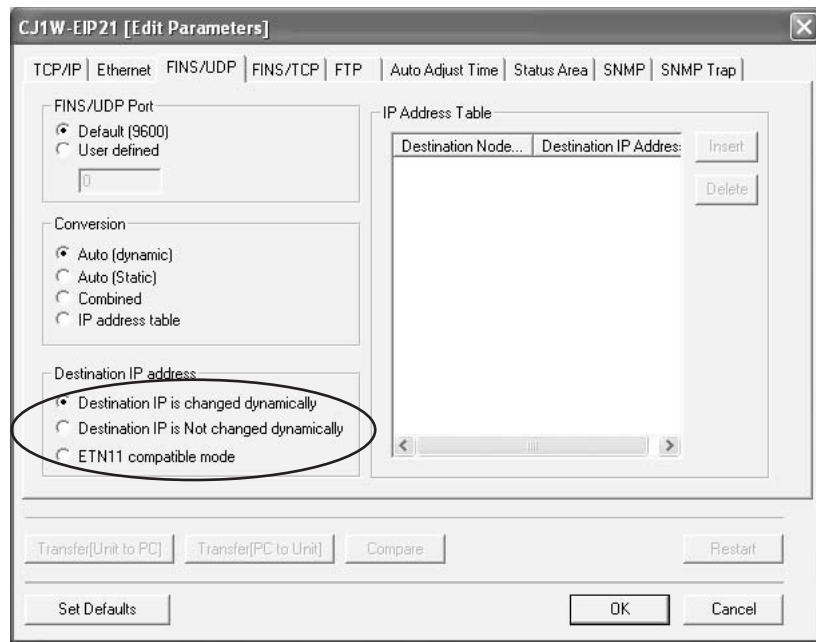 CJ1W-EIP21 [Edit Parameters]
TCP/IP Ethernet FINS/UDP FINS/TCP FTP Auto Adjust Time Status Area SNMP SNMP Trap
FINS/UDP Port
Default (9600)
User defined
0
Conversion
Auto (dynamic)
Auto (Static)
Combined
IP address table
Destination IP address
Destination IP is changed dynamically
Destination IP is Not changed dynamically
ETN11 compatible mode
IP Address Table
Destination Node... Destination IP Addres
Insert
Delete
Transfer[Unit to PC] Transfer[PC to Unit] Compare Restart
Set Defaults OK Cancel